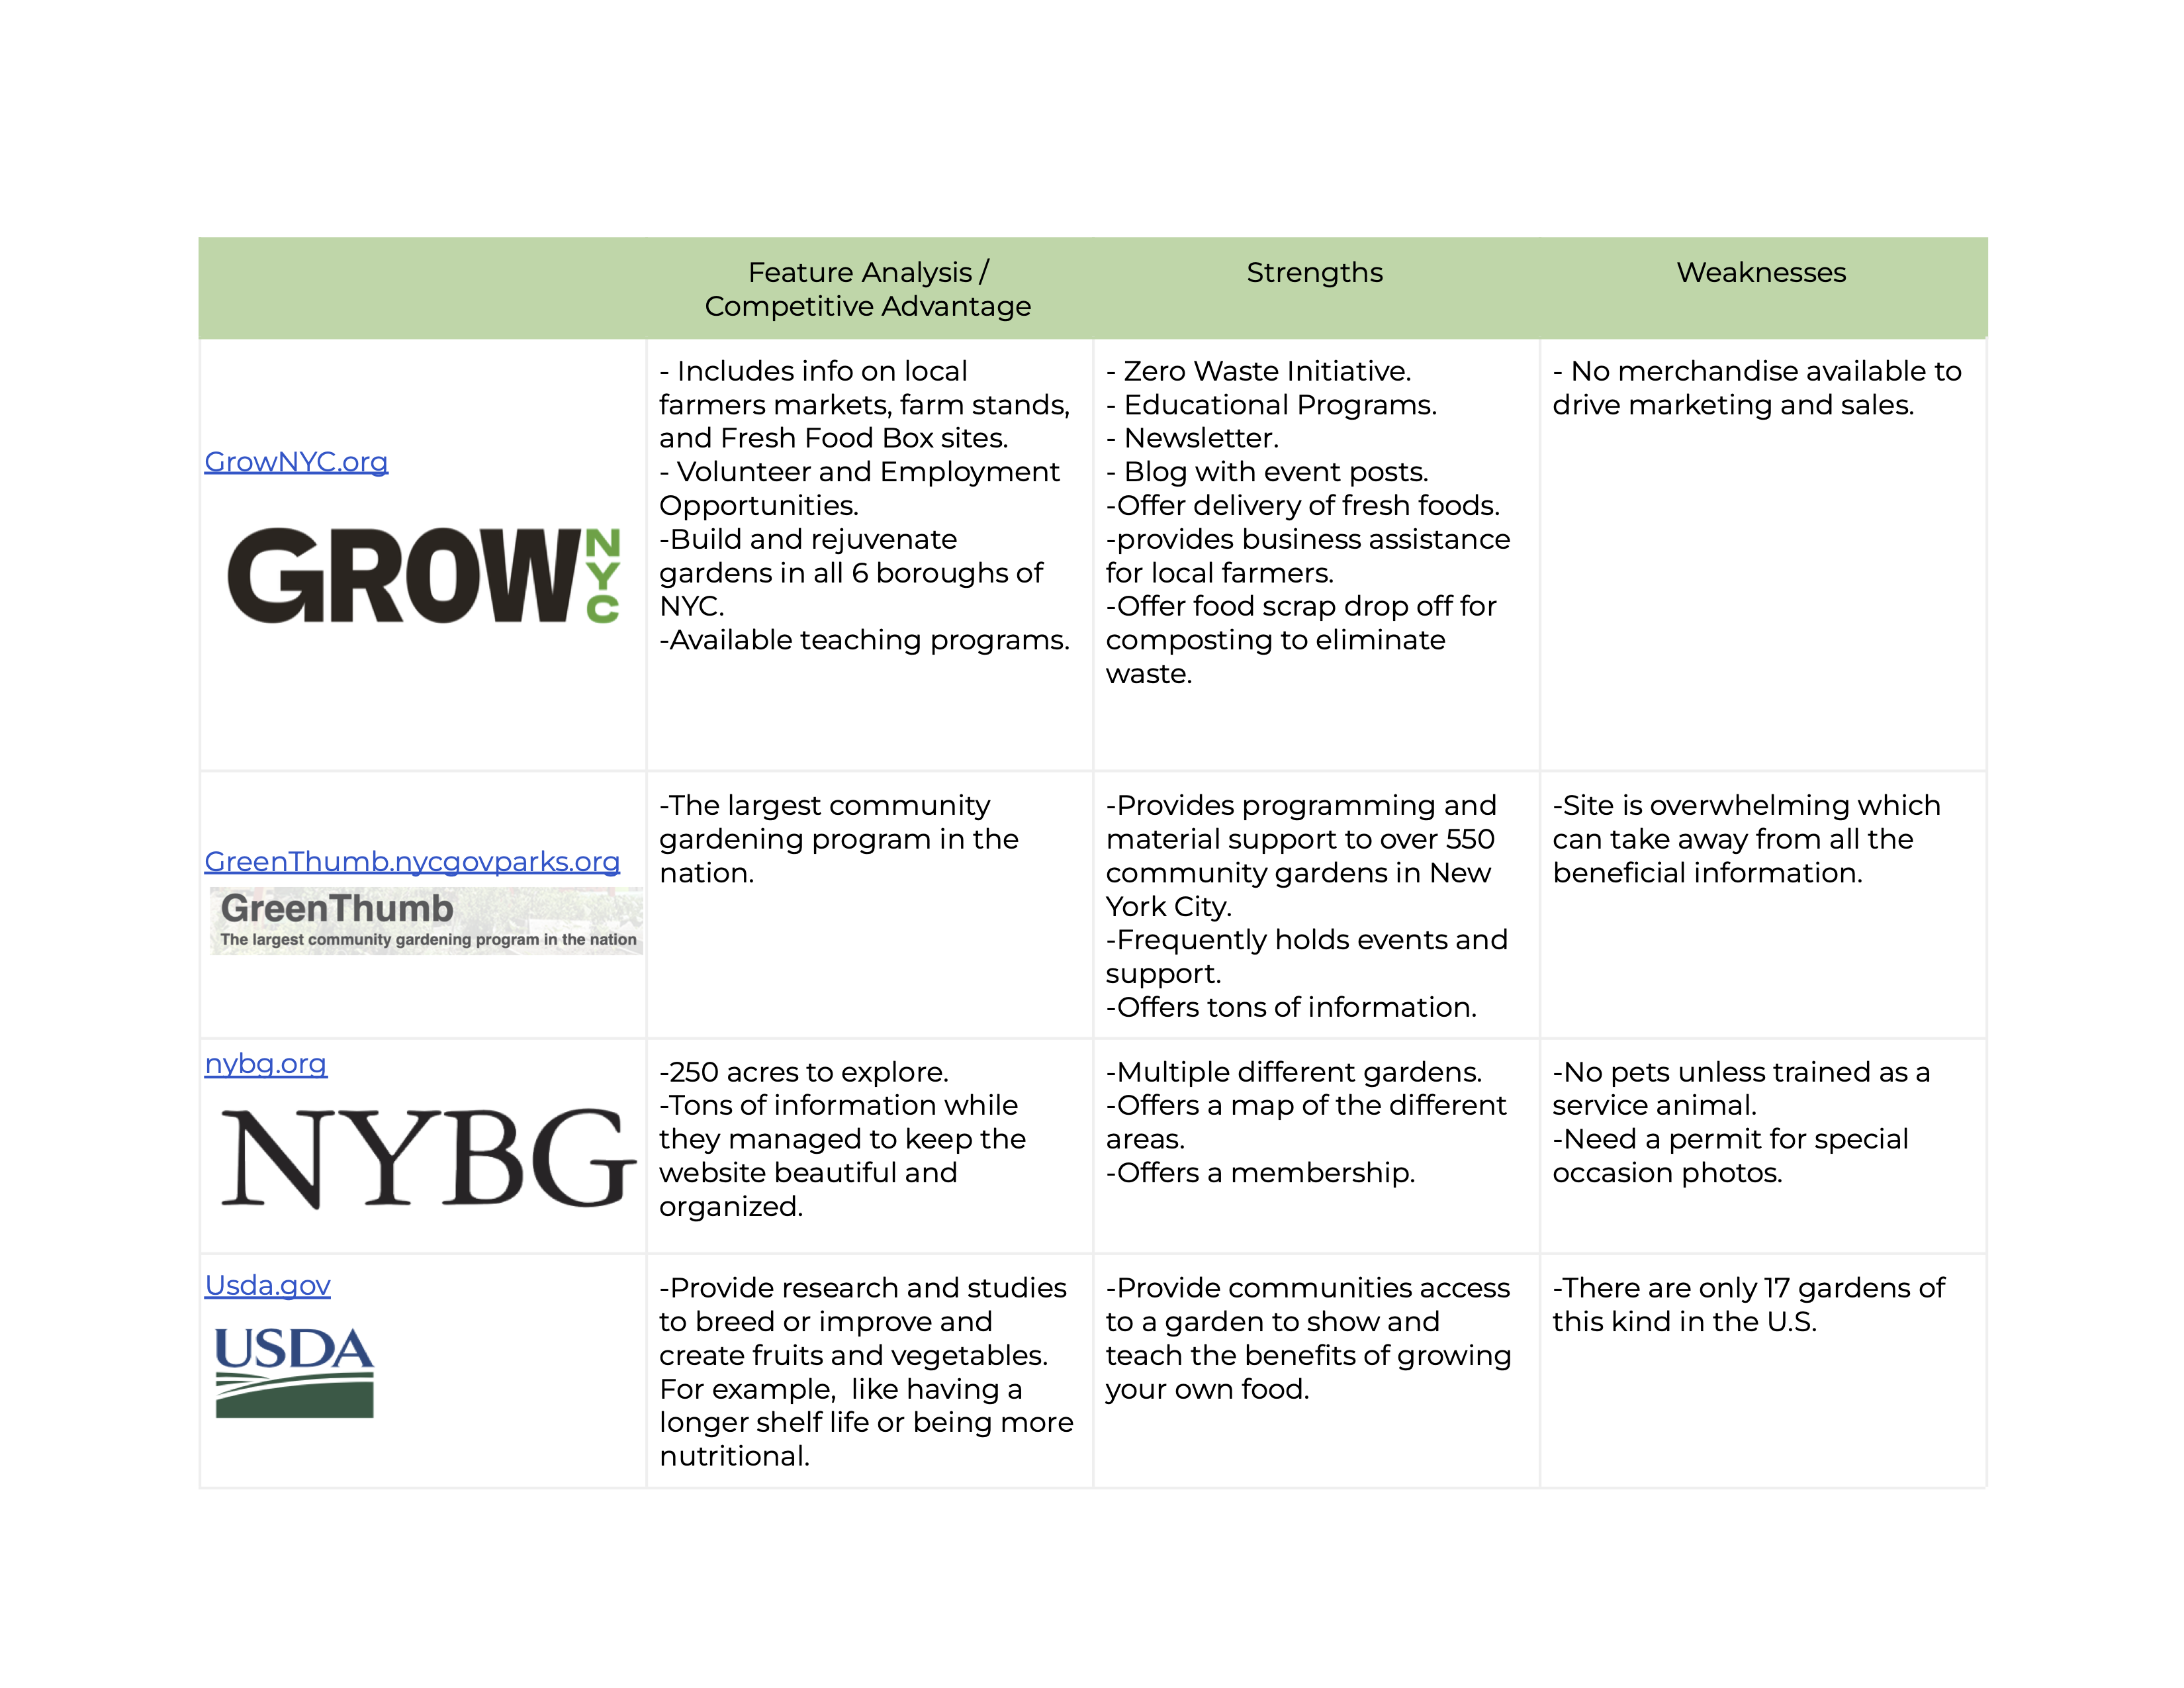 Feature Analysis /
Competitive Advantage
Strengths
Weaknesses
GrowNYC.org
GROWNYC
- Includes info on local
farmers markets, farm stands,
and Fresh Food Box sites.
- Volunteer and Employment
Opportunities.
-Build and rejuvenate
gardens in all 6 boroughs of
NYC.
-Available teaching programs.
- Zero Waste Initiative.
- Educational Programs.
- Newsletter.
- Blog with event posts.
-Offer delivery of fresh foods.
-provides business assistance
for local farmers.
-Offer food scrap drop off for
composting to eliminate
waste.
- No merchandise available to
drive marketing and sales.
GreenThumb.nycgovparks.org
GreenThumb
The largest community gardening program in the nation
-The largest community
gardening program in the
nation.
-Provides programming and
material support to over 550
community gardens in New
York City.
-Frequently holds events and
support.
-Offers tons of information.
-Site is overwhelming which
can take away from all the
beneficial information.
nybg.org
NYBG
-250 acres to explore.
-Tons of information while
they managed to keep the
website beautiful and
organized.
-Multiple different gardens.
-Offers a map of the different
areas.
-Offers a membership.
-No pets unless trained as a
service animal.
-Need a permit for special
occasion photos.
Usda.gov
USDA
-Provide research and studies
to breed or improve and
create fruits and vegetables.
For example,  like having a
longer shelf life or being more
nutritional.
-Provide communities access
to a garden to show and
teach the benefits of growing
your own food.
-There are only 17 gardens of
this kind in the U.S.